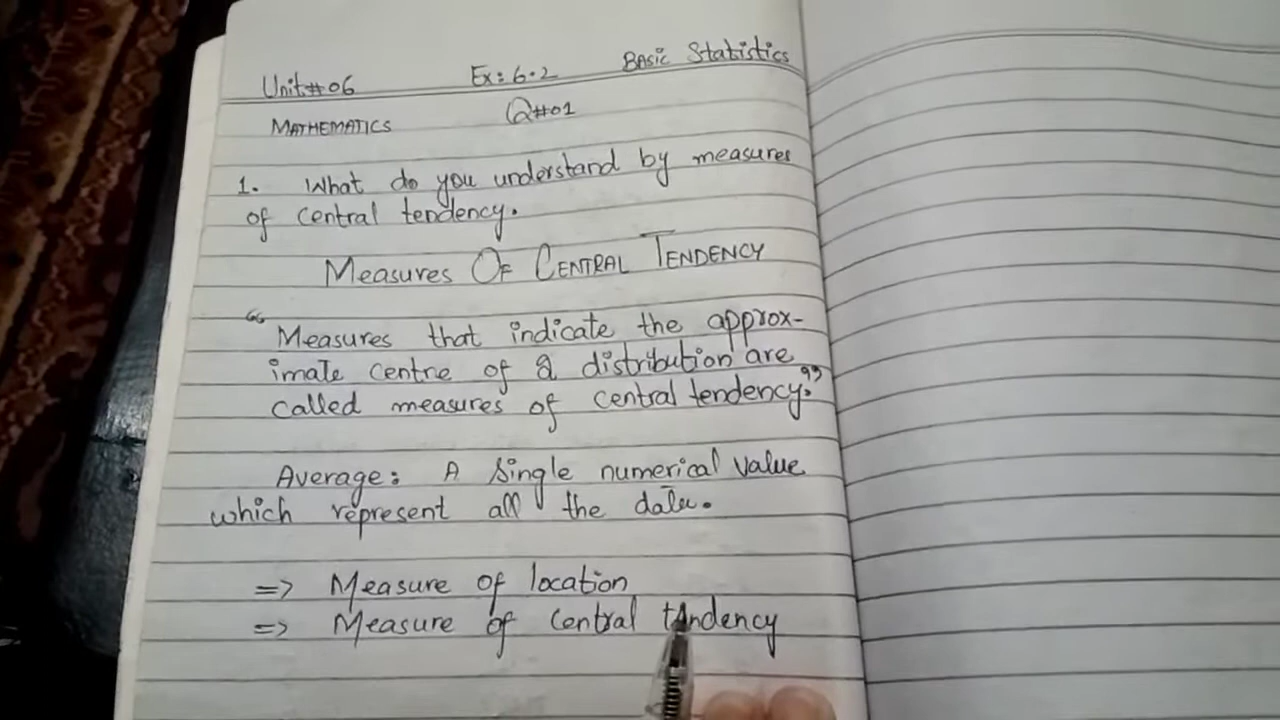 Unit#06 Ex:6.2 Basic Statistics
MATHEMATICS Q#01
1. What do you understand by measures
of central tendency.
Measures OF CENTRAL TENDENCY
“ Measures that indicate the approx-
imate centre of a distribution are
called measures of central tendency.”
Average: A single numerical value
which represent all the data.
=> Measure of location
=> Measure of central tendency